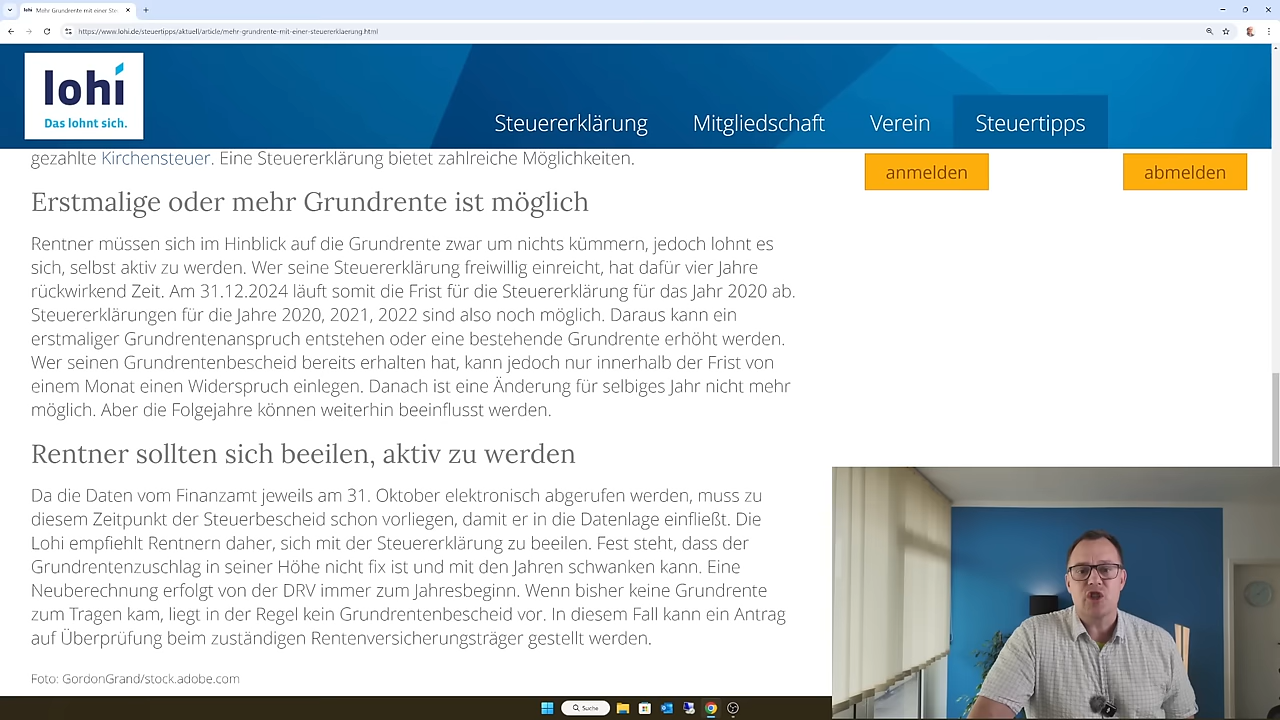 lohi Mehr Grundrente mit einer Ste
https://www.lohi.de/steuertipps/aktuell/article/mehr-grundrente-mit-einer-steuererklaerung.html
lohi
Das lohnt sich.
Steuererklärung Mitgliedschaft Verein Steuertipps
gezahlte Kirchensteuer. Eine Steuererklärung bietet zahlreiche Möglichkeiten.
anmelden abmelden
Erstmalige oder mehr Grundrente ist möglich
Rentner müssen sich im Hinblick auf die Grundrente zwar um nichts kümmern, jedoch lohnt es
sich, selbst aktiv zu werden. Wer seine Steuererklärung freiwillig einreicht, hat dafür vier Jahre
rückwirkend Zeit. Am 31.12.2024 läuft somit die Frist für die Steuererklärung für das Jahr 2020 ab.
Steuererklärungen für die Jahre 2020, 2021, 2022 sind also noch möglich. Daraus kann ein
erstmaliger Grundrentenanspruch entstehen oder eine bestehende Grundrente erhöht werden.
Wer seinen Grundrentenbescheid bereits erhalten hat, kann jedoch nur innerhalb der Frist von
einem Monat einen Widerspruch einlegen. Danach ist eine Änderung für selbiges Jahr nicht mehr
möglich. Aber die Folgejahre können weiterhin beeinflusst werden.
Rentner sollten sich beeilen, aktiv zu werden
Da die Daten vom Finanzamt jeweils am 31. Oktober elektronisch abgerufen werden, muss zu
diesem Zeitpunkt der Steuerbescheid schon vorliegen, damit er in die Datenlage einfließt. Die
Lohi empfiehlt Rentnern daher, sich mit der Steuererklärung zu beeilen. Fest steht, dass der
Grundrentenzuschlag in seiner Höhe nicht fix ist und mit den Jahren schwanken kann. Eine
Neuberechnung erfolgt von der DRV immer zum Jahresbeginn. Wenn bisher keine Grundrente
zum Tragen kam, liegt in der Regel kein Grundrentenbescheid vor. In diesem Fall kann ein Antrag
auf Überprüfung beim zuständigen Rentenversicherungsträger gestellt werden.
Foto: GordonGrand/stock.adobe.com
Suche